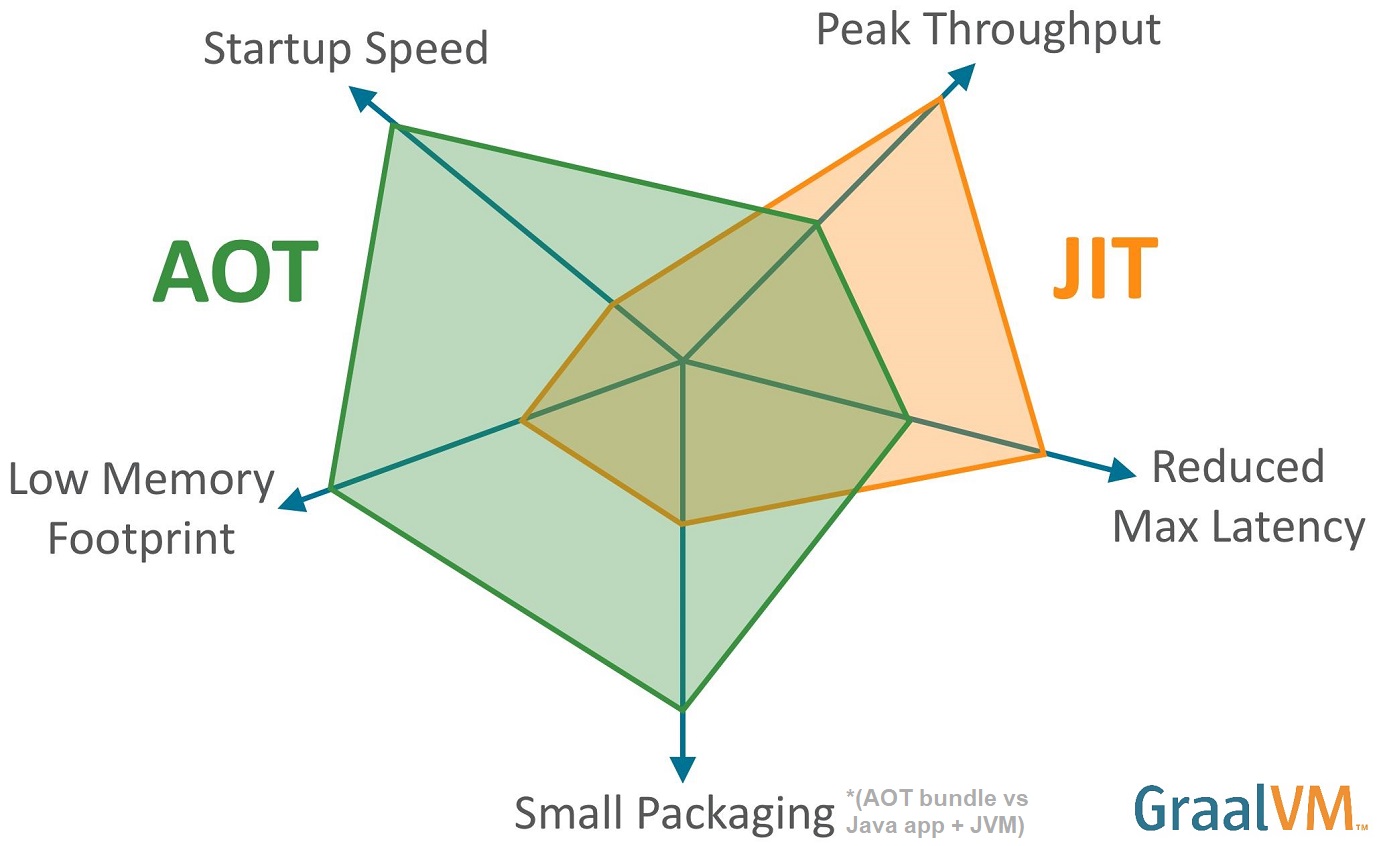 Startup Speed
Peak Throughput
AOT
JIT
Low Memory
Footprint
Reduced
Max Latency
Small Packaging
*(AOT bundle vs
Java app + JVM)
GraalVM™